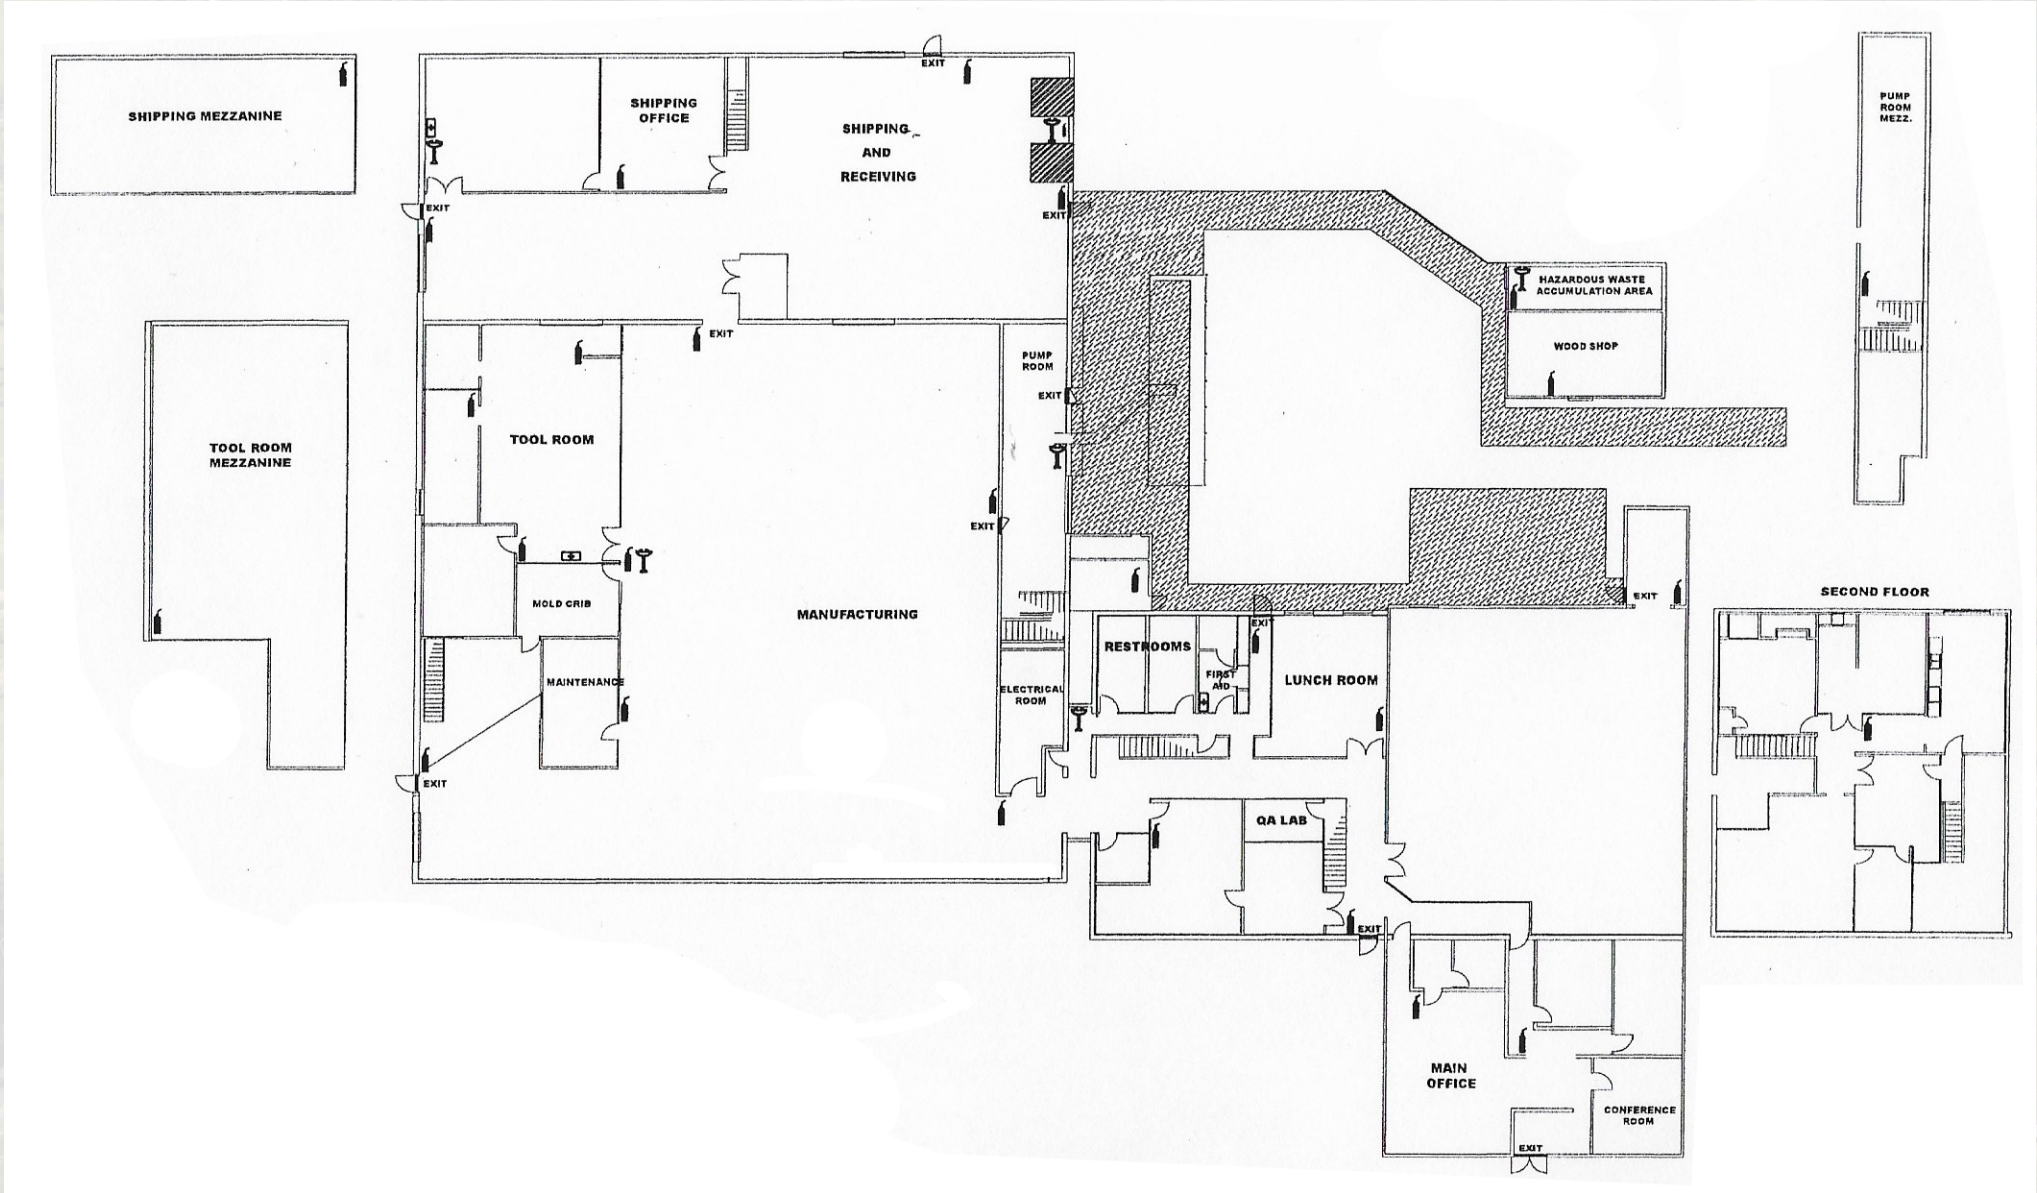 SHIPPING MEZZANINE
SHIPPING
OFFICE
EXIT
SHIPPING
AND
RECEIVING
EXIT
EXIT
PUMP
ROOM
MEZZ.
HAZARDOUS WASTE
ACCUMULATION AREA
WOOD SHOP
EXIT
PUMP
ROOM
EXIT
TOOL ROOM
MEZZANINE
TOOL ROOM
EXIT
MOLD CRIB
MANUFACTURING
EXIT
SECOND FLOOR
EXIT
RESTROOMS
FIRST
AID
LUNCH ROOM
MAINTENANCE
ELECTRICAL
ROOM
EXIT
QA LAB
EXIT
MAIN
OFFICE
CONFERENCE
ROOM
EXIT